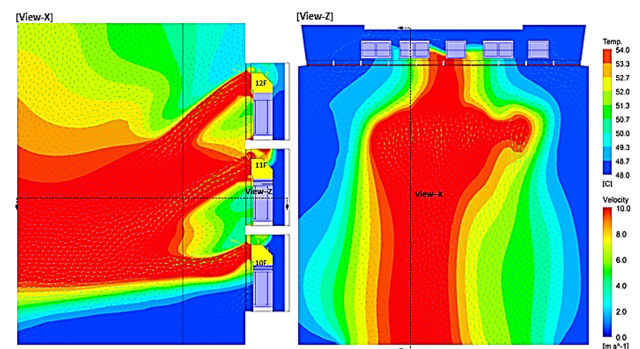 [View-X]
12F
11F
View-Z
10F
[View-Z]
View-X
Temp.
54.0
53.3
52.7
52.0
51.3
50.7
50.0
49.3
48.7
48.0
[C]
Velocity
10.0
8.0
6.0
4.0
2.0
0.0
[m s^-1]